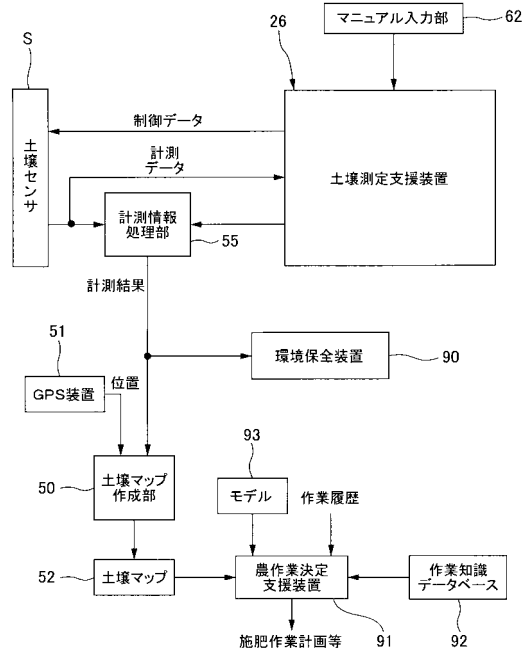 マニュアル入力部
62
26
S
土壌センサ
制御データ
計測
データ
土壌測定支援装置
計測情報
処理部
55
計測結果
51
GPS装置
位置
環境保全装置
90
50
土壌マップ
作成部
93
モデル
作業履歴
52
土壌マップ
農作業決定
支援装置
91
作業知識
データベース
92
施肥作業計画等